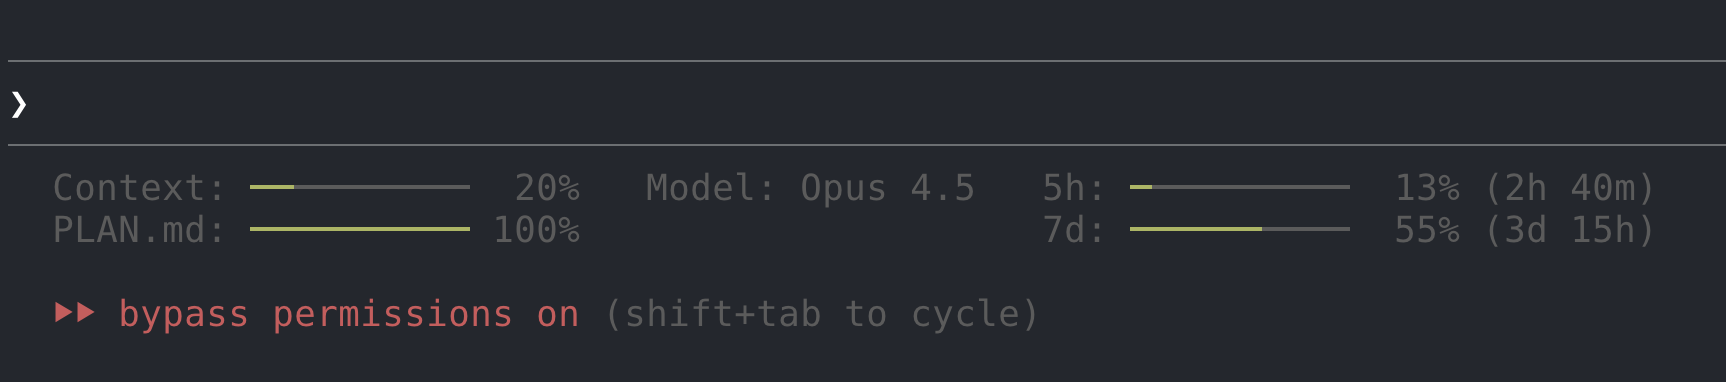 ❯
Context: 20% Model: Opus 4.5 5h: 13% (2h 40m)
PLAN.md: 100% 7d: 55% (3d 15h)
▶▶ bypass permissions on (shift+tab to cycle)